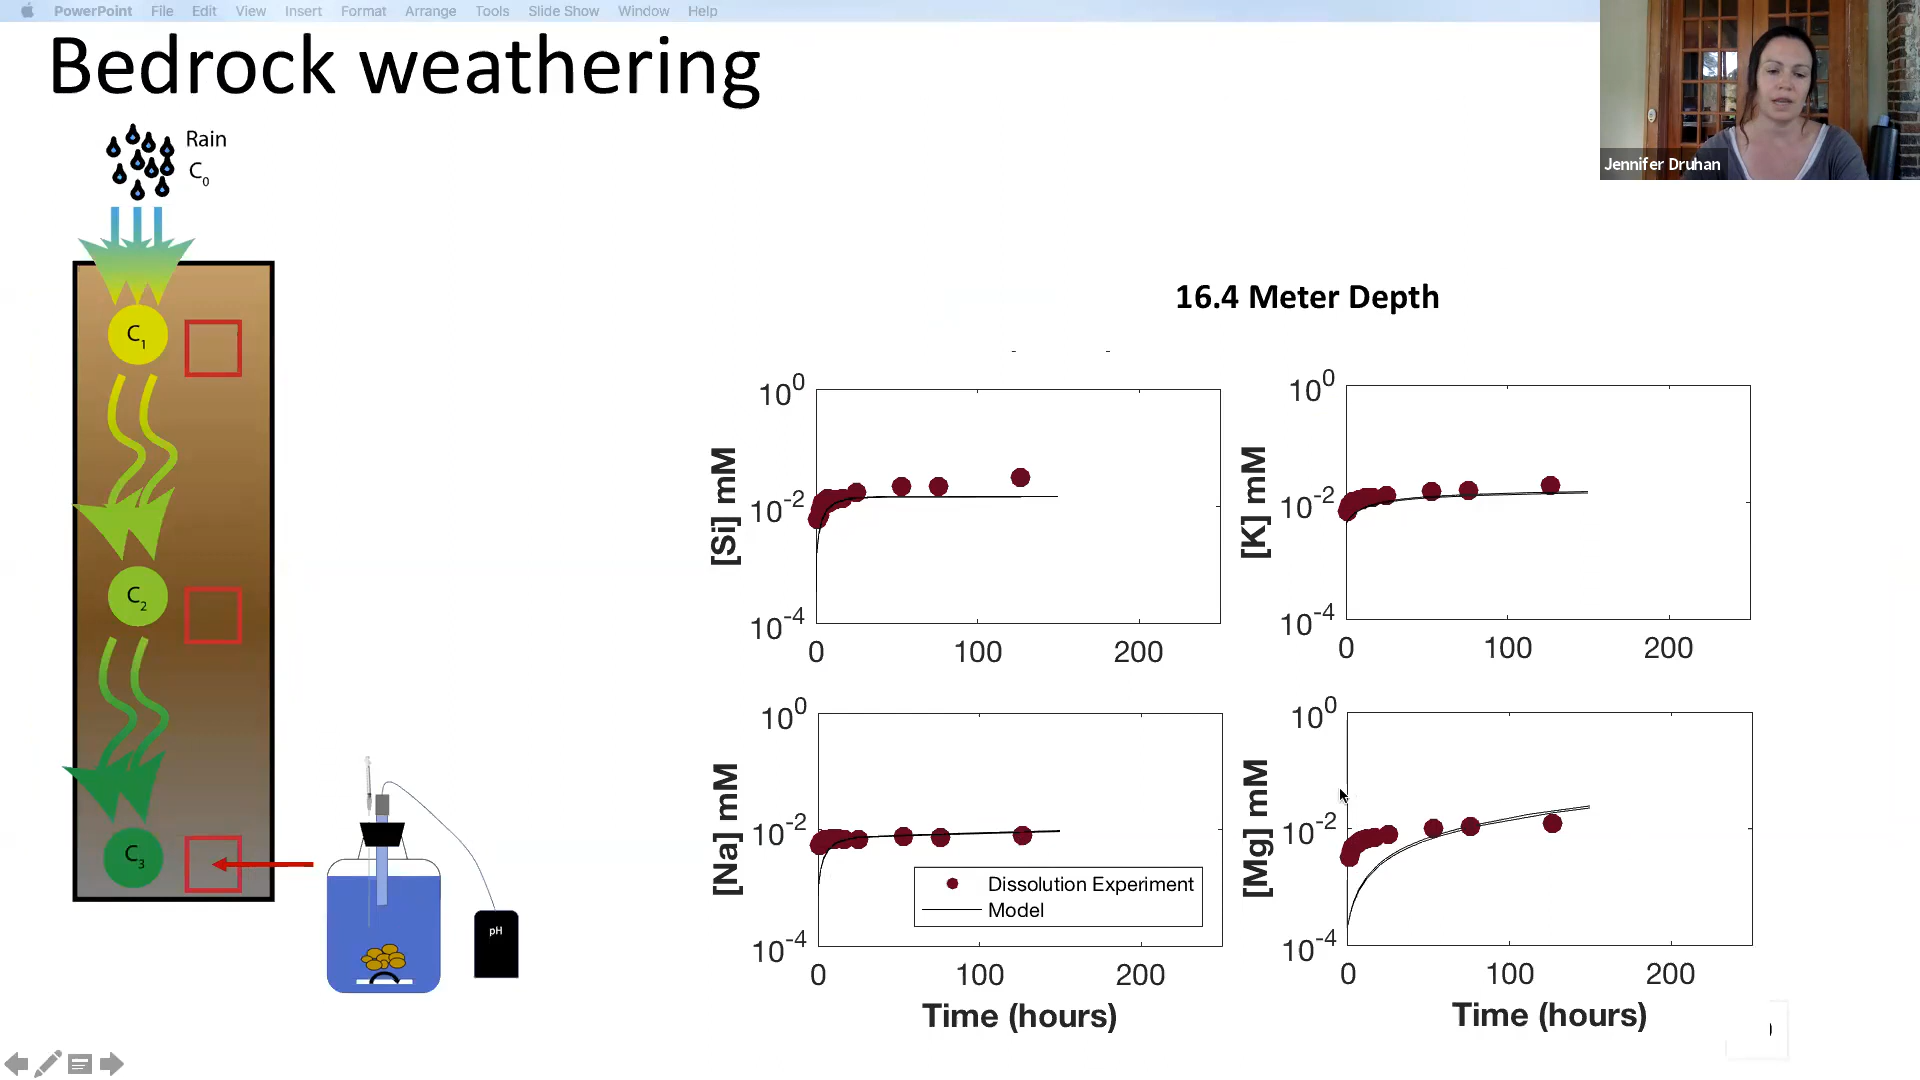 PowerPoint File Edit View Insert Format Arrange Tools Slide Show Window Help
Bedrock weathering
Jennifer Druhan
Rain
C0
C1
C2
C3
pH
16.4 Meter Depth
[Si] mM
10^0
10^-2
10^-4
0 100 200
[K] mM
10^0
10^-2
10^-4
0 100 200
[Na] mM
10^0
10^-2
10^-4
Dissolution Experiment
Model
0 100 200
Time (hours)
[Mg] mM
10^0
10^-2
10^-4
0 100 200
Time (hours)